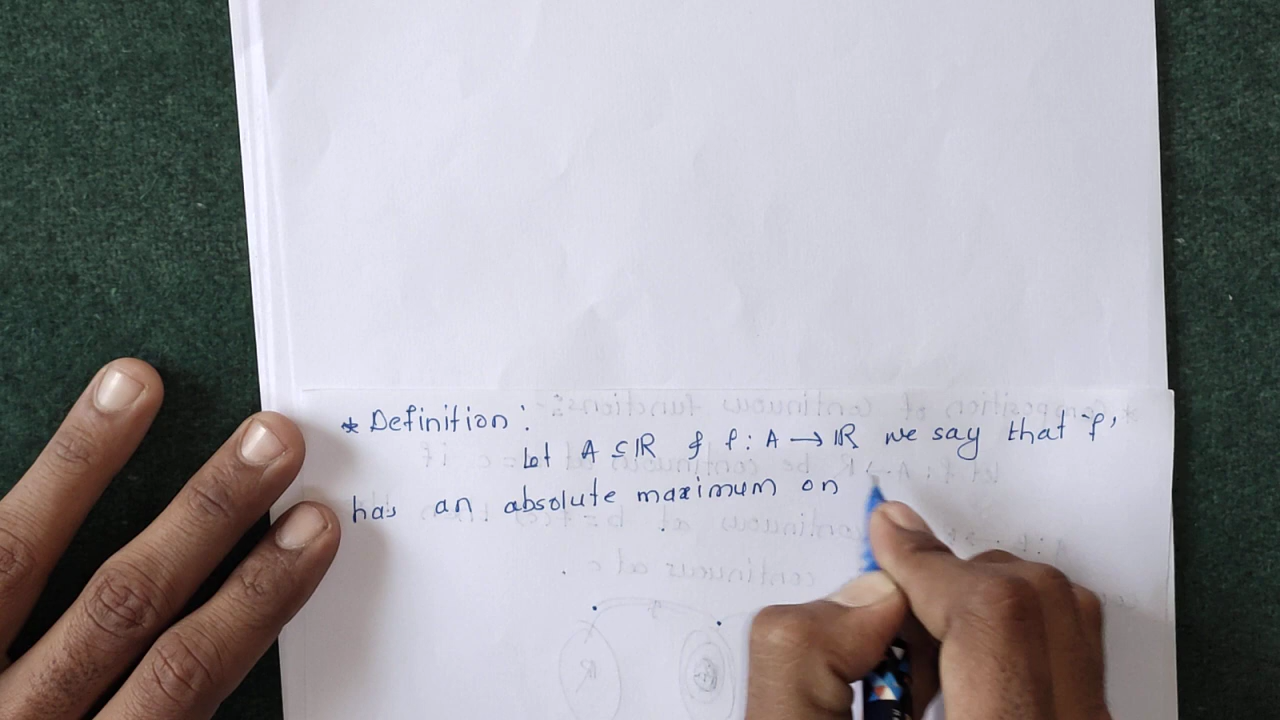 * Definition :
Let A ⊆ ℝ & f : A → ℝ we say that f,
has an absolute maximum on